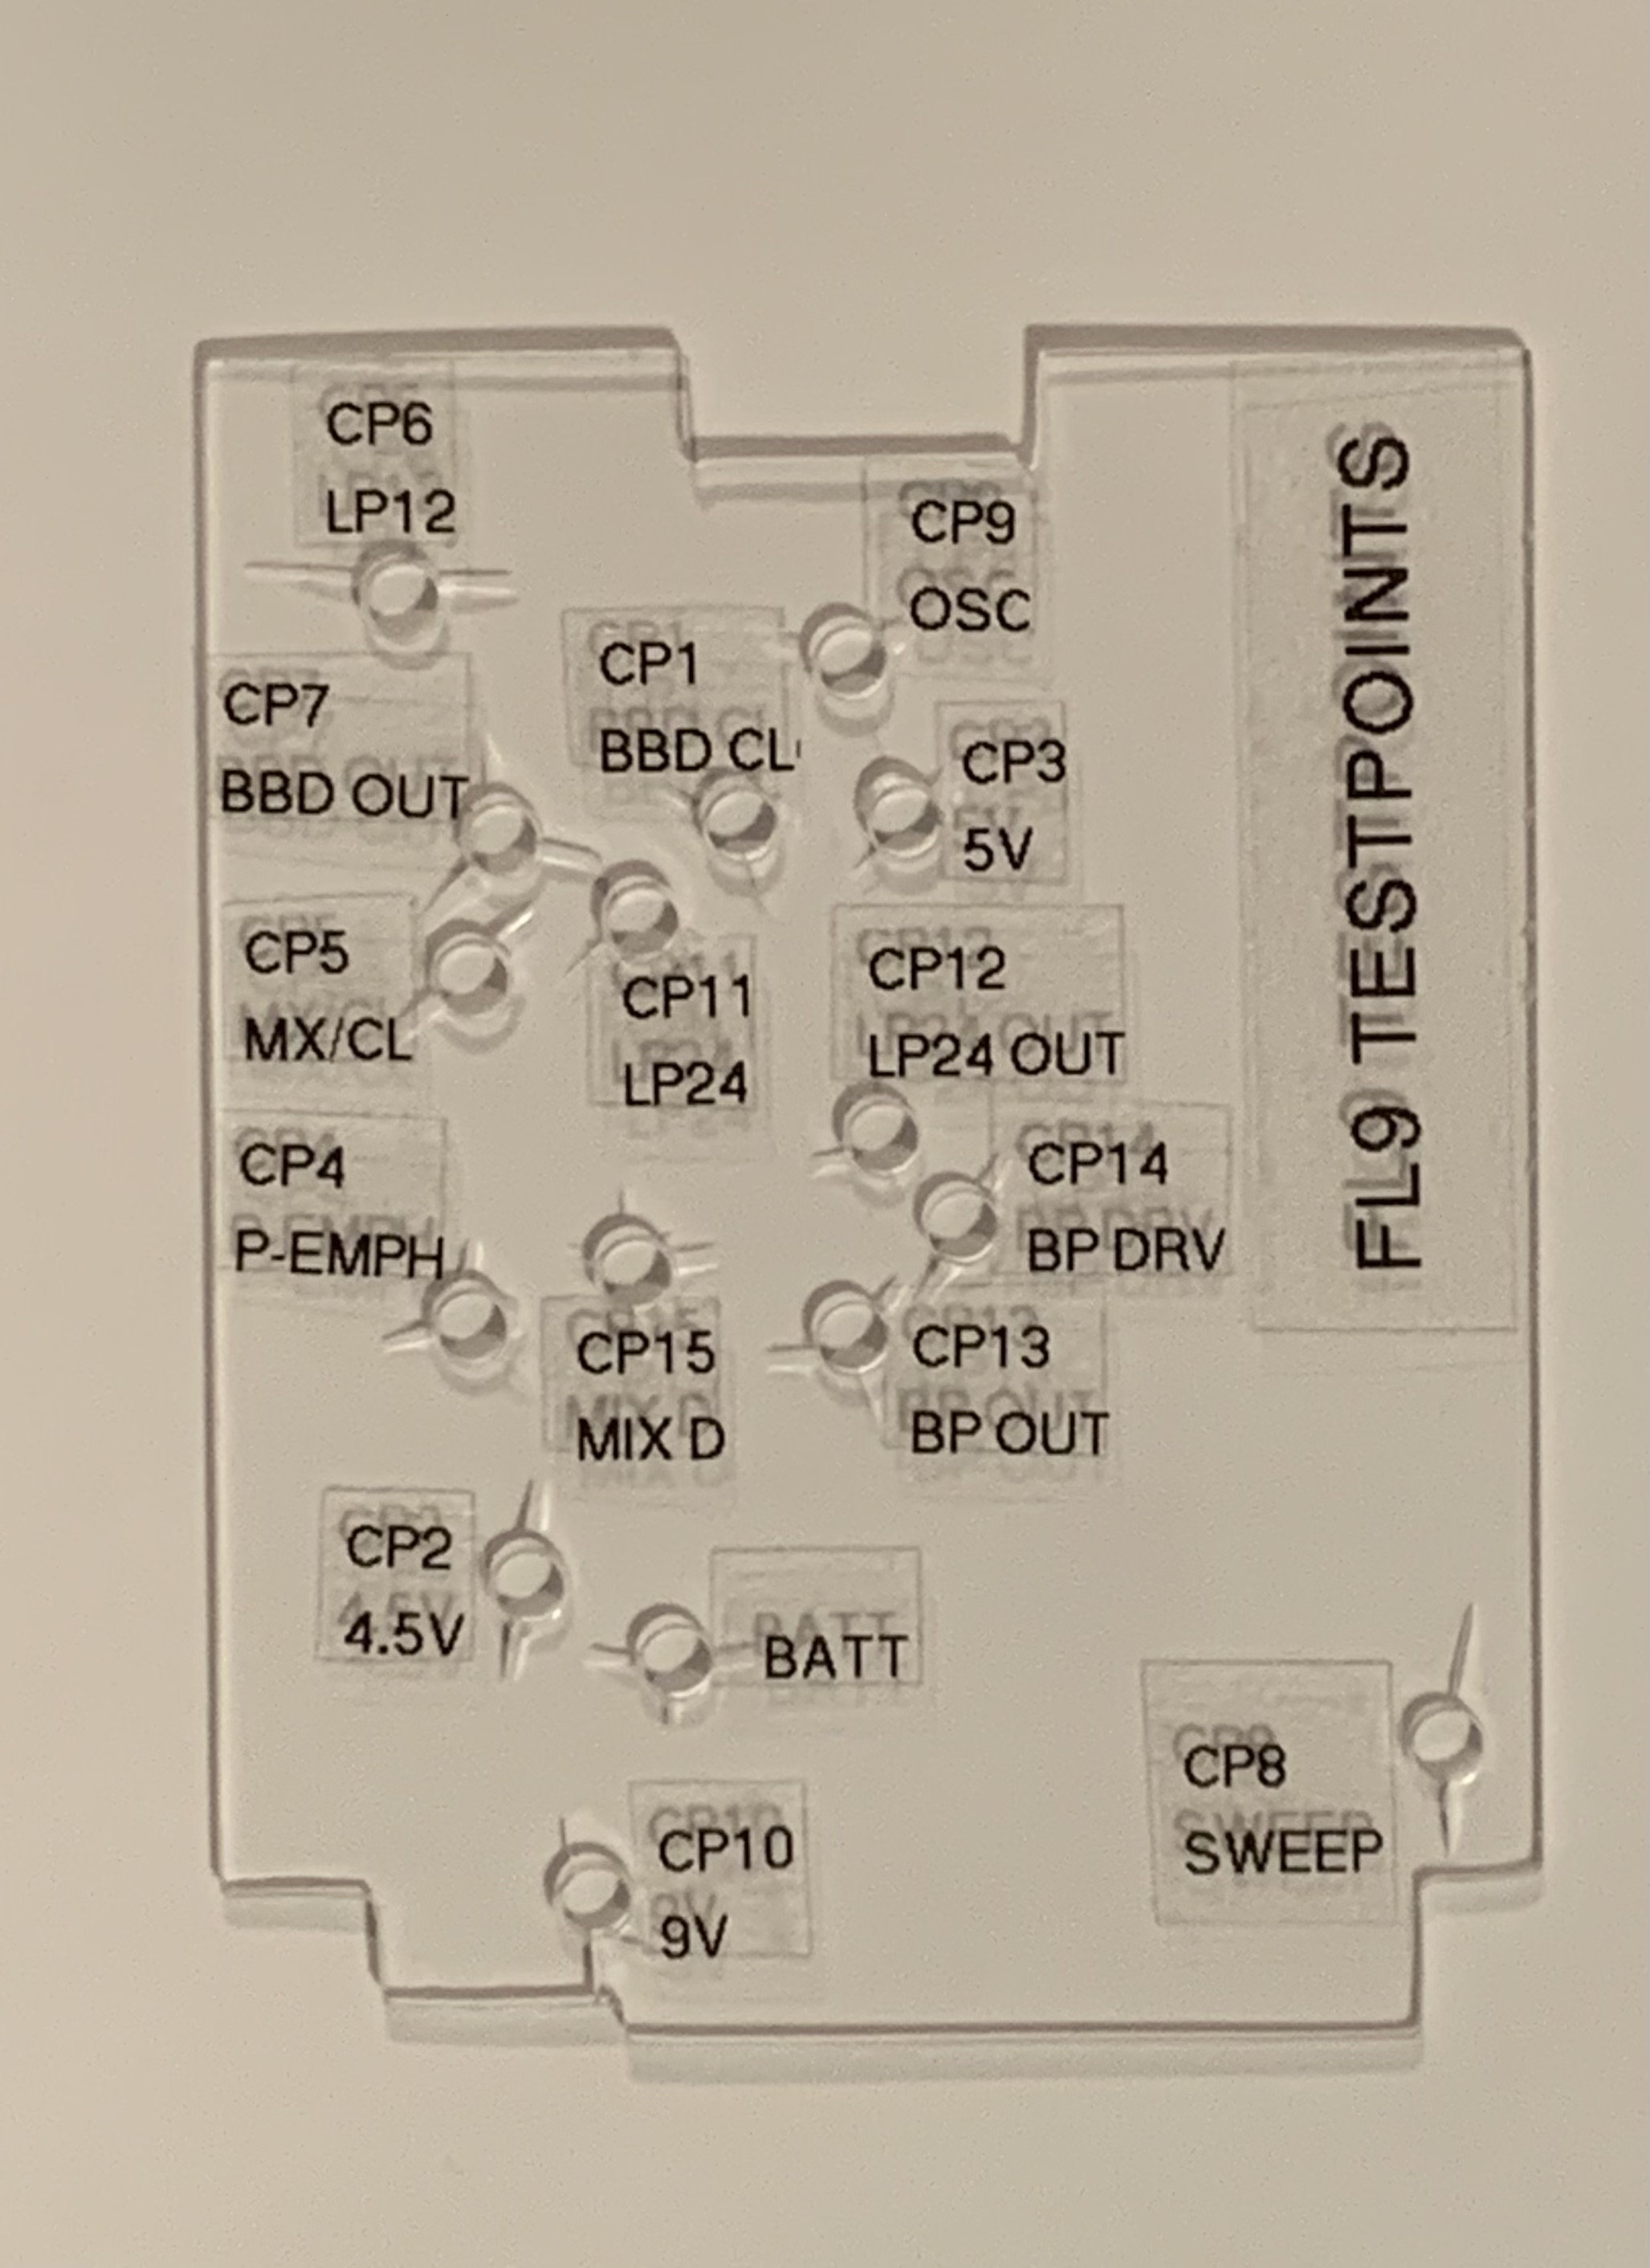 CP6
LP12
CP9
OSC
CP1
BBD CL
CP7
BBD OUT
CP3
5V
CP5
MX/CL
CP11
LP24
CP12
LP24 OUT
CP4
P-EMPH
CP14
BP DRV
CP15
MIX D
CP13
BP OUT
CP2
4.5V
BATT
CP8
SWEEP
CP10
9V
FL9 TESTPOINTS